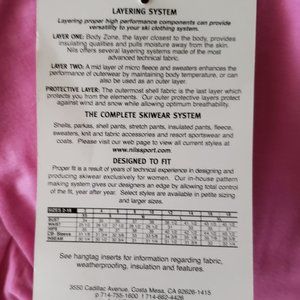 LAYERING SYSTEM
Layering proper high performance components can provide
versatility to your ski clothing system.
LAYER ONE: Body Zone, the layer closest to the body, provides
insulating qualities and pulls moisture away from the skin.
Nils offers several layering systems made of the most
advanced technical fabric.
LAYER TWO: A mid layer of micro fleece and sweaters enhances the
performance of outerwear by maintaining body temperature, or can
also be used as an outer layer.
PROTECTIVE LAYER: The outermost shell fabric is the last layer which
protects you from the elements. Our outer layers protect
against wind and snow while allowing optimum breathability.
THE COMPLETE SKIWEAR SYSTEM
Shells, parkas, shell pants, stretch pants, insulated pants, fleece,
sweaters, knit and fabric accessories and resort sportswear and
coats. Please visit our web page to view all current styles at
www.nilssport.com.
DESIGNED TO FIT
Proper fit is a result of years of technical experience in designing and
producing skiwear exclusively for women. Our in-house pattern
making system gives our designers an edge by allowing total control
of the fit, year after year. Select styles are available in petite sizing
and larger sizes.
SIZES 2-16
BUST
WAIST
HIPS
CB Sleeve
INSEAM
See hangtag inserts for information regarding fabric,
weatherproofing, insulation and features.
3550 Cadillac Avenue, Costa Mesa, CA 92626-1415